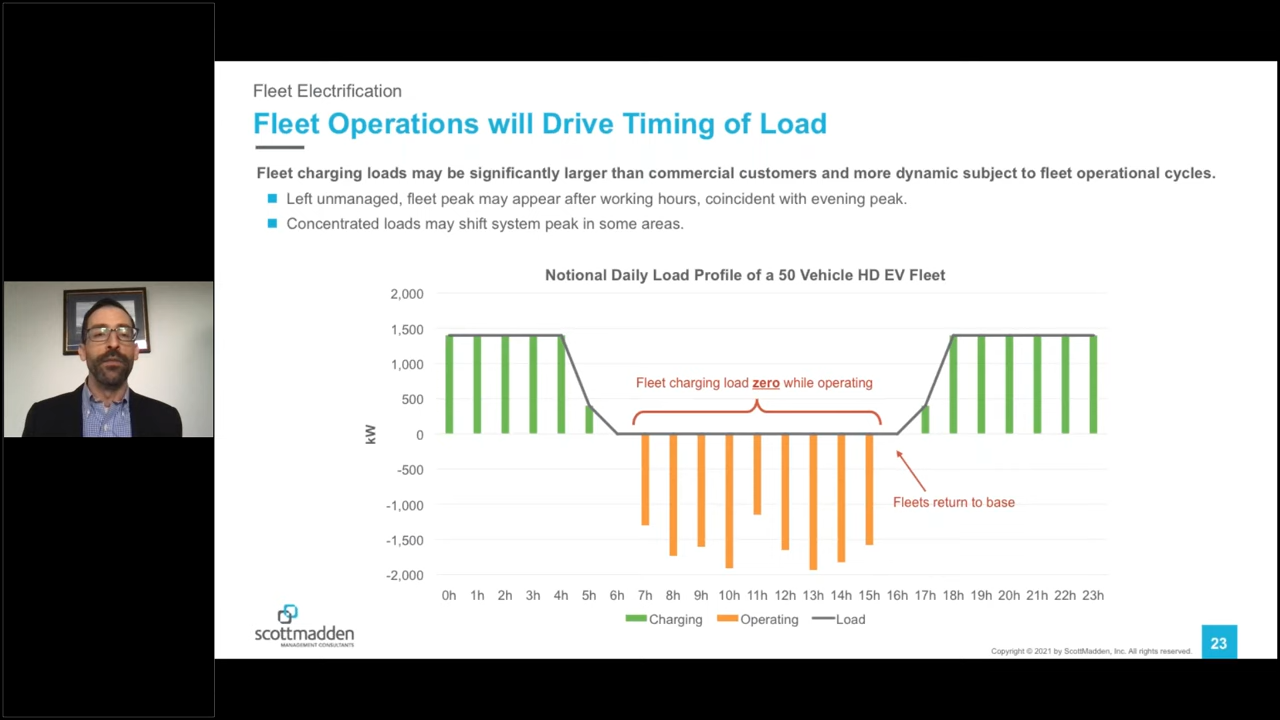 Fleet Electrification
Fleet Operations will Drive Timing of Load
Fleet charging loads may be significantly larger than commercial customers and more dynamic subject to fleet operational cycles.
Left unmanaged, fleet peak may appear after working hours, coincident with evening peak.
Concentrated loads may shift system peak in some areas.
Notional Daily Load Profile of a 50 Vehicle HD EV Fleet
2,000
1,500
1,000
500
0
-500
-1,000
-1,500
-2,000
kW
Fleet charging load zero while operating
Fleets return to base
0h 1h 2h 3h 4h 5h 6h 7h 8h 9h 10h 11h 12h 13h 14h 15h 16h 17h 18h 19h 20h 21h 22h 23h
Charging Operating Load
scottmadden
MANAGEMENT CONSULTANTS
Copyright © 2021 by ScottMadden, Inc. All rights reserved.
23